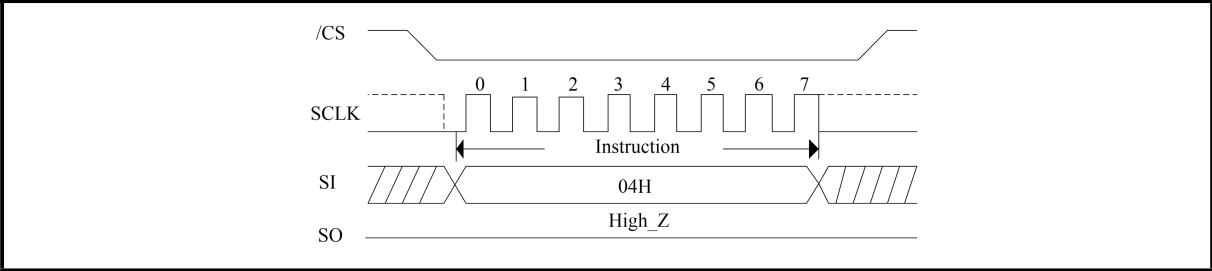 /CS
0 1 2 3 4 5 6 7
SCLK
Instruction
SI
04H
High_Z
SO